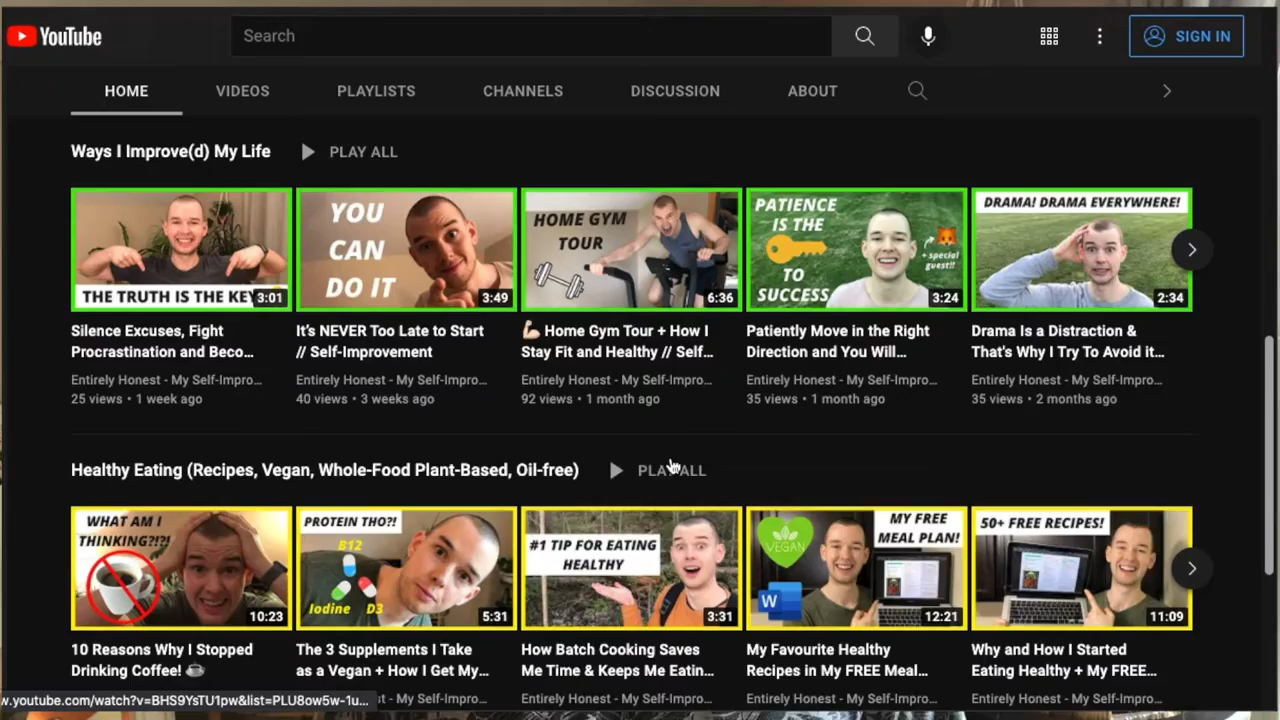 YouTube
Search
SIGN IN
HOME VIDEOS PLAYLISTS CHANNELS DISCUSSION ABOUT
Ways I Improve(d) My Life PLAY ALL
THE TRUTH IS THE KEY
3:01
YOU
CAN
DO IT
3:49
HOME GYM
TOUR
6:36
PATIENCE
IS THE
TO
SUCCESS
+ special
guest!!
3:24
DRAMA! DRAMA EVERYWHERE!
2:34
Silence Excuses, Fight
Procrastination and Beco...
Entirely Honest - My Self-Impro...
25 views • 1 week ago
It's NEVER Too Late to Start
// Self-Improvement
Entirely Honest - My Self-Impro...
40 views • 3 weeks ago
💪🏻 Home Gym Tour + How I
Stay Fit and Healthy // Self...
Entirely Honest - My Self-Impro...
92 views • 1 month ago
Patiently Move in the Right
Direction and You Will...
Entirely Honest - My Self-Impro...
35 views • 1 month ago
Drama Is a Distraction &
That's Why I Try To Avoid it...
Entirely Honest - My Self-Impro...
35 views • 2 months ago
Healthy Eating (Recipes, Vegan, Whole-Food Plant-Based, Oil-free) PLAY ALL
WHAT AM I
THINKING?!?!
10:23
PROTEIN THO?!
B12
Iodine D3
5:31
#1 TIP FOR EATING
HEALTHY
3:31
VEGAN
MY FREE
MEAL PLAN!
W
12:21
50+ FREE RECIPES!
11:09
10 Reasons Why I Stopped
Drinking Coffee! ☕
The 3 Supplements I Take
as a Vegan + How I Get My...
How Batch Cooking Saves
Me Time & Keeps Me Eatin...
My Favourite Healthy
Recipes in My FREE Meal...
Why and How I Started
Eating Healthy + My FREE...
w.youtube.com/watch?v=BHS9YsTU1pw&list=PLU8ow5w-1u...
st - My Self-Impro...
Entirely Honest - My Self-Impro...
Entirely Honest - My Self-Impro...
Entirely Honest - My Self-Impro...